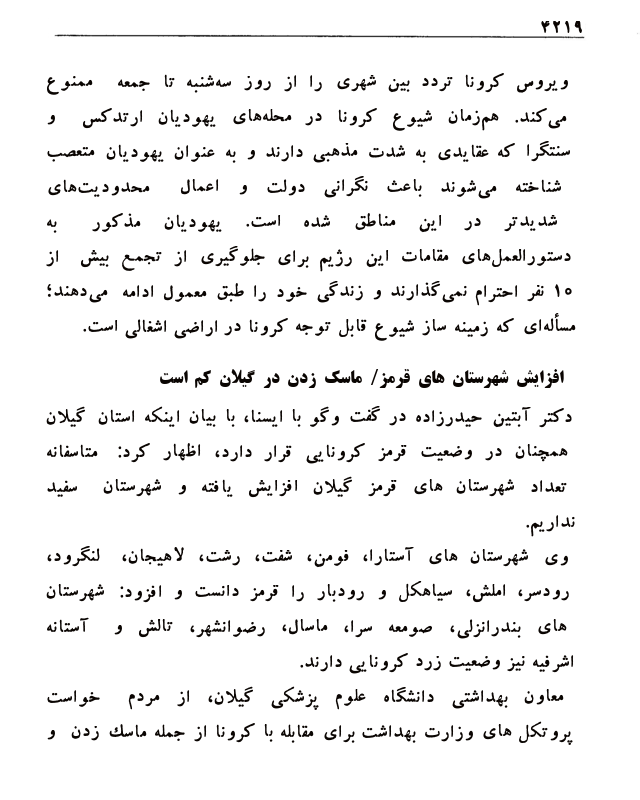 ۴۲۱۹
ویروس کرونا تردد بین شهری را از روز سه‌شنبه تا جمعه ممنوع
می‌کند. هم‌زمان شیوع کرونا در محله‌های یهودیان ارتدکس و
سنتگرا که عقایدی به شدت مذهبی دارند و به عنوان یهودیان متعصب
شناخته می‌شوند باعث نگرانی دولت و اعمال محدودیت‌های
شدیدتر در این مناطق شده است. یهودیان مذکور به
دستورالعمل‌های مقامات این رژیم برای جلوگیری از تجمع بیش از
۱۰ نفر احترام نمی‌گذارند و زندگی خود را طبق معمول ادامه می‌دهند؛
مسأله‌ای که زمینه ساز شیوع قابل توجه کرونا در اراضی اشغالی است.
افزایش شهرستان های قرمز/ ماسک زدن در گیلان کم است
دکتر آبتین حیدرزاده در گفت وگو با ایسنا، با بیان اینکه استان گیلان
همچنان در وضعیت قرمز کرونایی قرار دارد، اظهار کرد: متاسفانه
تعداد شهرستان های قرمز گیلان افزایش یافته و شهرستان سفید
نداریم.
وی شهرستان های آستارا، فومن، شفت، رشت، لاهیجان، لنگرود،
رودسر، املش، سیاهکل و رودبار را قرمز دانست و افزود: شهرستان
های بندرانزلی، صومعه سرا، ماسال، رضوانشهر، تالش و آستانه
اشرفیه نیز وضعیت زرد کرونایی دارند.
معاون بهداشتی دانشگاه علوم پزشکی گیلان، از مردم خواست
پروتکل های وزارت بهداشت برای مقابله با کرونا از جمله ماسك زدن و